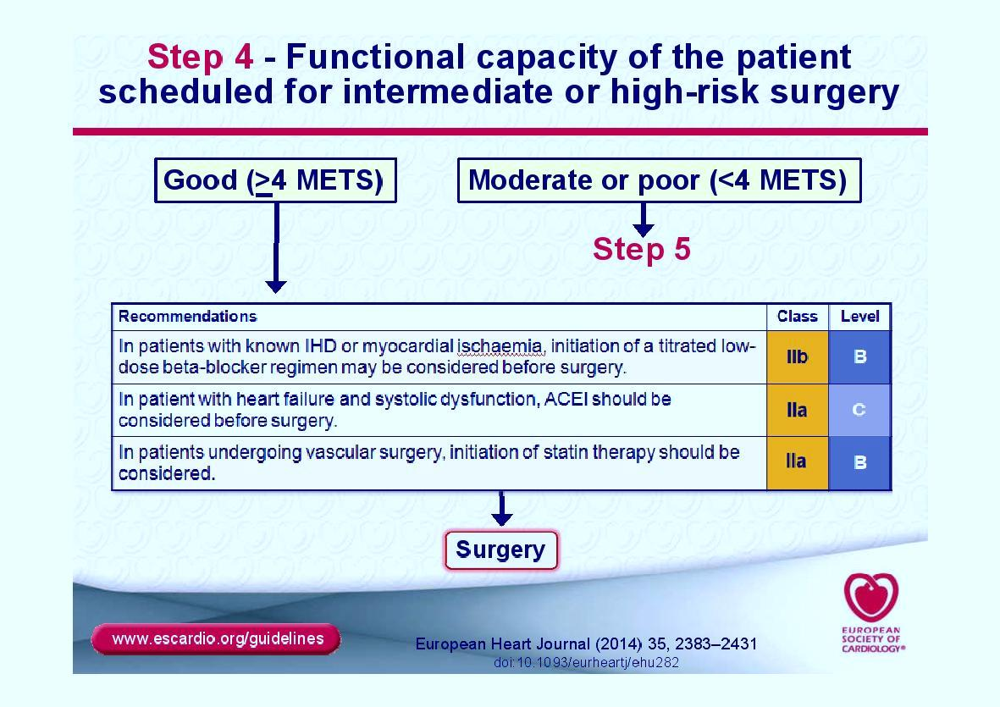 Step 4 - Functional capacity of the patient
scheduled for intermediate or high-risk surgery
Good (≥4 METS)
Moderate or poor (<4 METS)
Step 5
Recommendations Class Level
In patients with known IHD or myocardial ischaemia, initiation of a titrated low-
dose beta-blocker regimen may be considered before surgery.
IIb B
In patient with heart failure and systolic dysfunction, ACEI should be
considered before surgery.
IIa C
In patients undergoing vascular surgery, initiation of statin therapy should be
considered.
IIa B
Surgery
www.escardio.org/guidelines
European Heart Journal (2014) 35, 2383–2431
doi:10.1093/eurheartj/ehu282
EUROPEAN
SOCIETY OF
CARDIOLOGY®